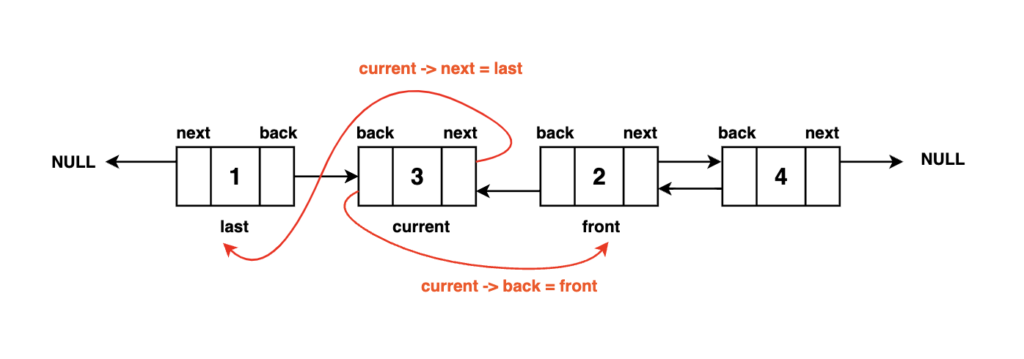 current -> next = last
next back back next back next back next
NULL 1 3 2 4 NULL
last current front
current -> back = front